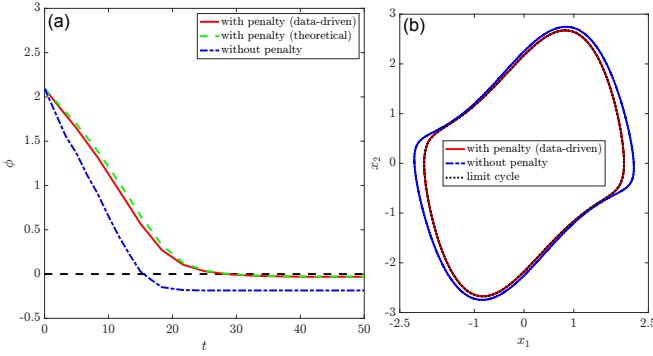 (a)
with penalty (data-driven)
with penalty (theoretical)
without penalty
3
2.5
2
1.5
1
0.5
0
-0.5
ϕ
0 10 20 30 40 50
t
(b)
with penalty (data-driven)
without penalty
limit cycle
3
2
1
0
-1
-2
-3
x₂
-2.5 -1 1 2.5
x₁